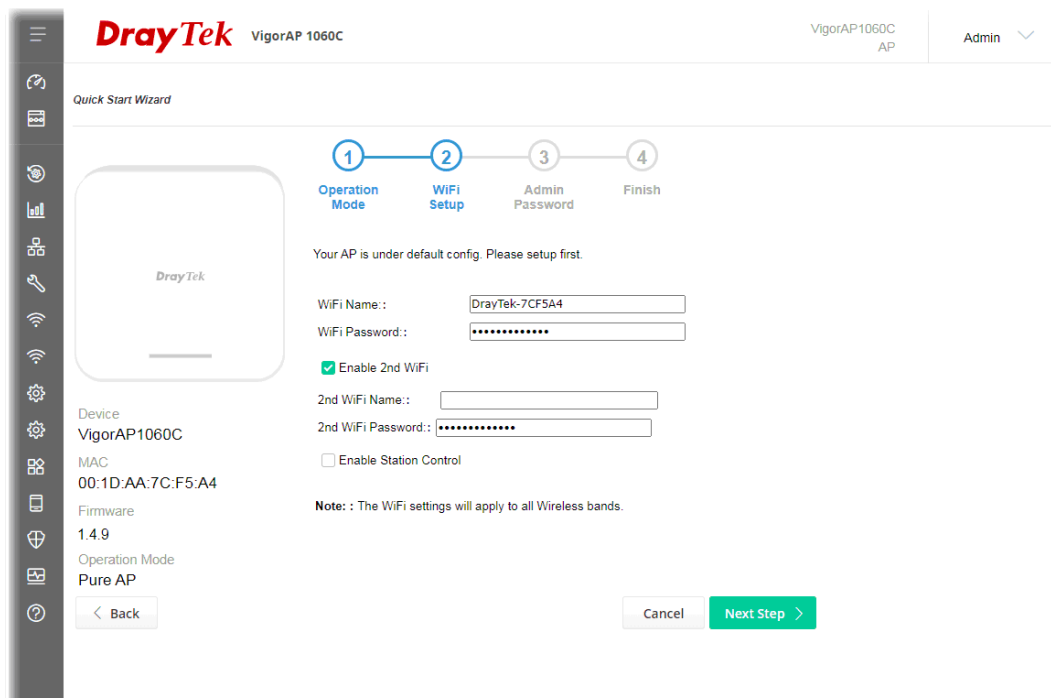 DrayTek VigorAP 1060C
VigorAP1060C
AP
Admin
Quick Start Wizard
1 2 3 4
Operation Mode
WiFi Setup
Admin Password
Finish
Your AP is under default config. Please setup first.
DrayTek
WiFi Name:: DrayTek-7CF5A4
WiFi Password:: •••••••••••••
Enable 2nd WiFi
2nd WiFi Name::
2nd WiFi Password:: •••••••••••••
Enable Station Control
Note: : The WiFi settings will apply to all Wireless bands.
Device
VigorAP1060C
MAC
00:1D:AA:7C:F5:A4
Firmware
1.4.9
Operation Mode
Pure AP
< Back
Cancel
Next Step >